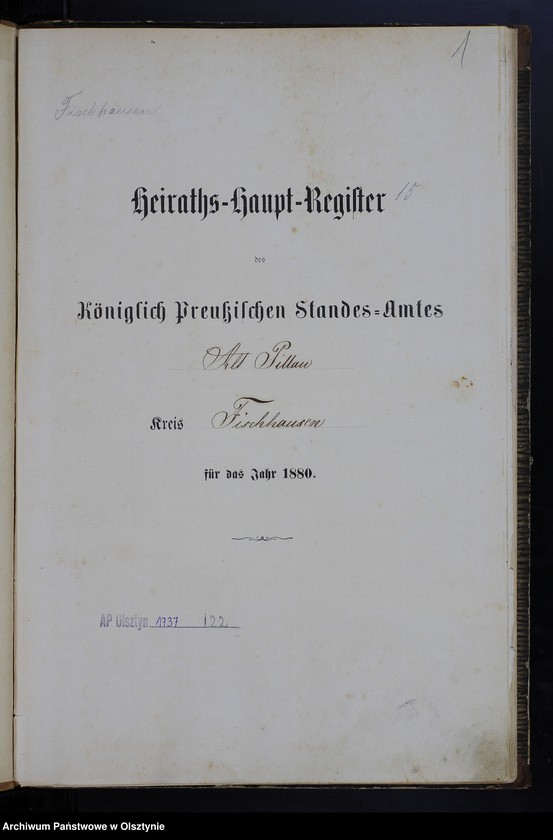 1
Fischhausen
Heiraths-Haupt-Register 15
des
Königlich Preußischen Standes-Amtes
Alt Pillau
Kreis Fischhausen
für das Jahr 1880.
AP Olsztyn 1737 122
Archiwum Państwowe w Olsztynie